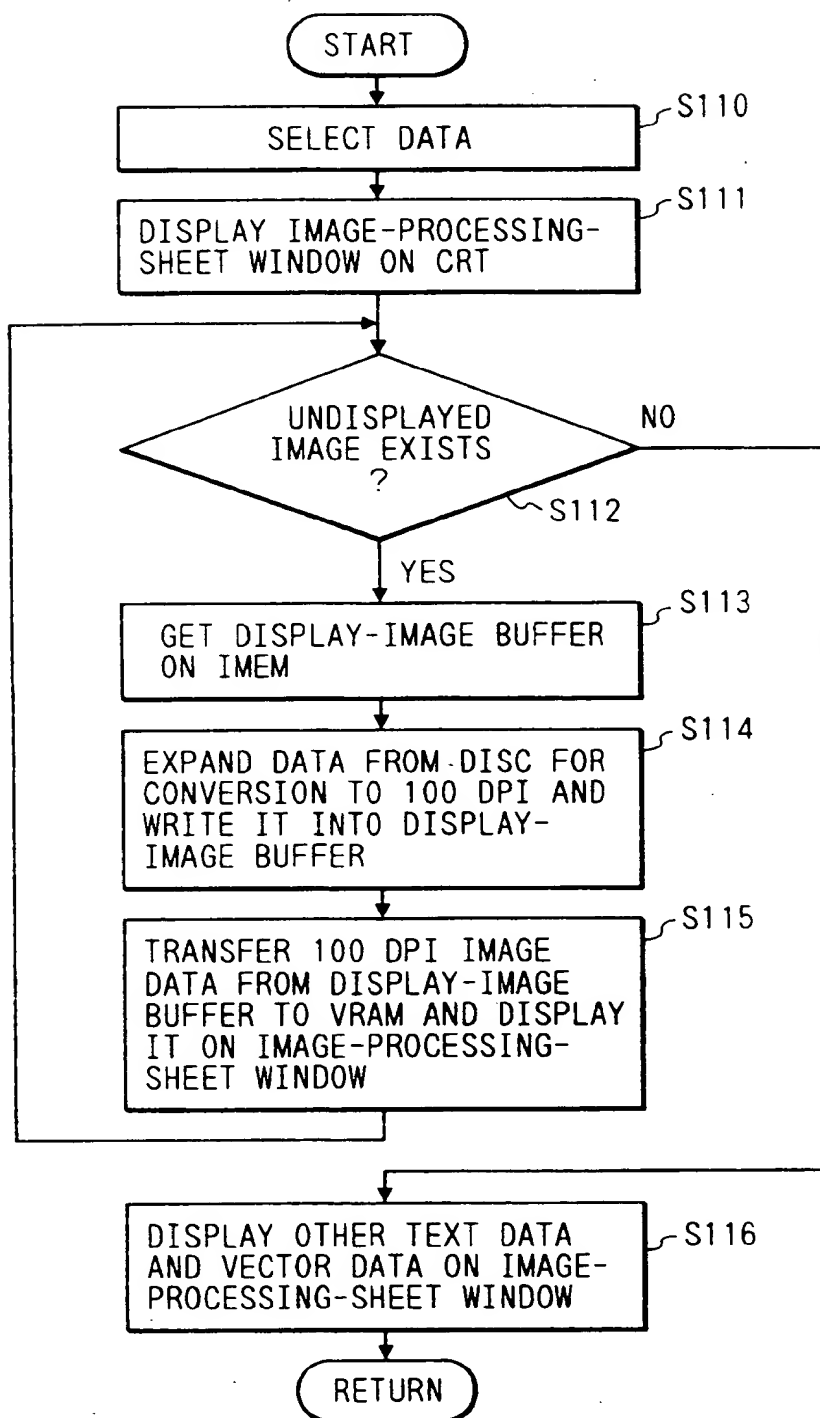 START
S110
SELECT DATA
S111
DISPLAY IMAGE-PROCESSING-
SHEET WINDOW ON CRT
UNDISPLAYED
IMAGE EXISTS
?
NO
S112
YES
S113
GET DISPLAY-IMAGE BUFFER
ON IMEM
S114
EXPAND DATA FROM DISC FOR
CONVERSION TO 100 DPI AND
WRITE IT INTO DISPLAY-
IMAGE BUFFER
S115
TRANSFER 100 DPI IMAGE
DATA FROM DISPLAY-IMAGE
BUFFER TO VRAM AND DISPLAY
IT ON IMAGE-PROCESSING-
SHEET WINDOW
S116
DISPLAY OTHER TEXT DATA
AND VECTOR DATA ON IMAGE-
PROCESSING-SHEET WINDOW
RETURN